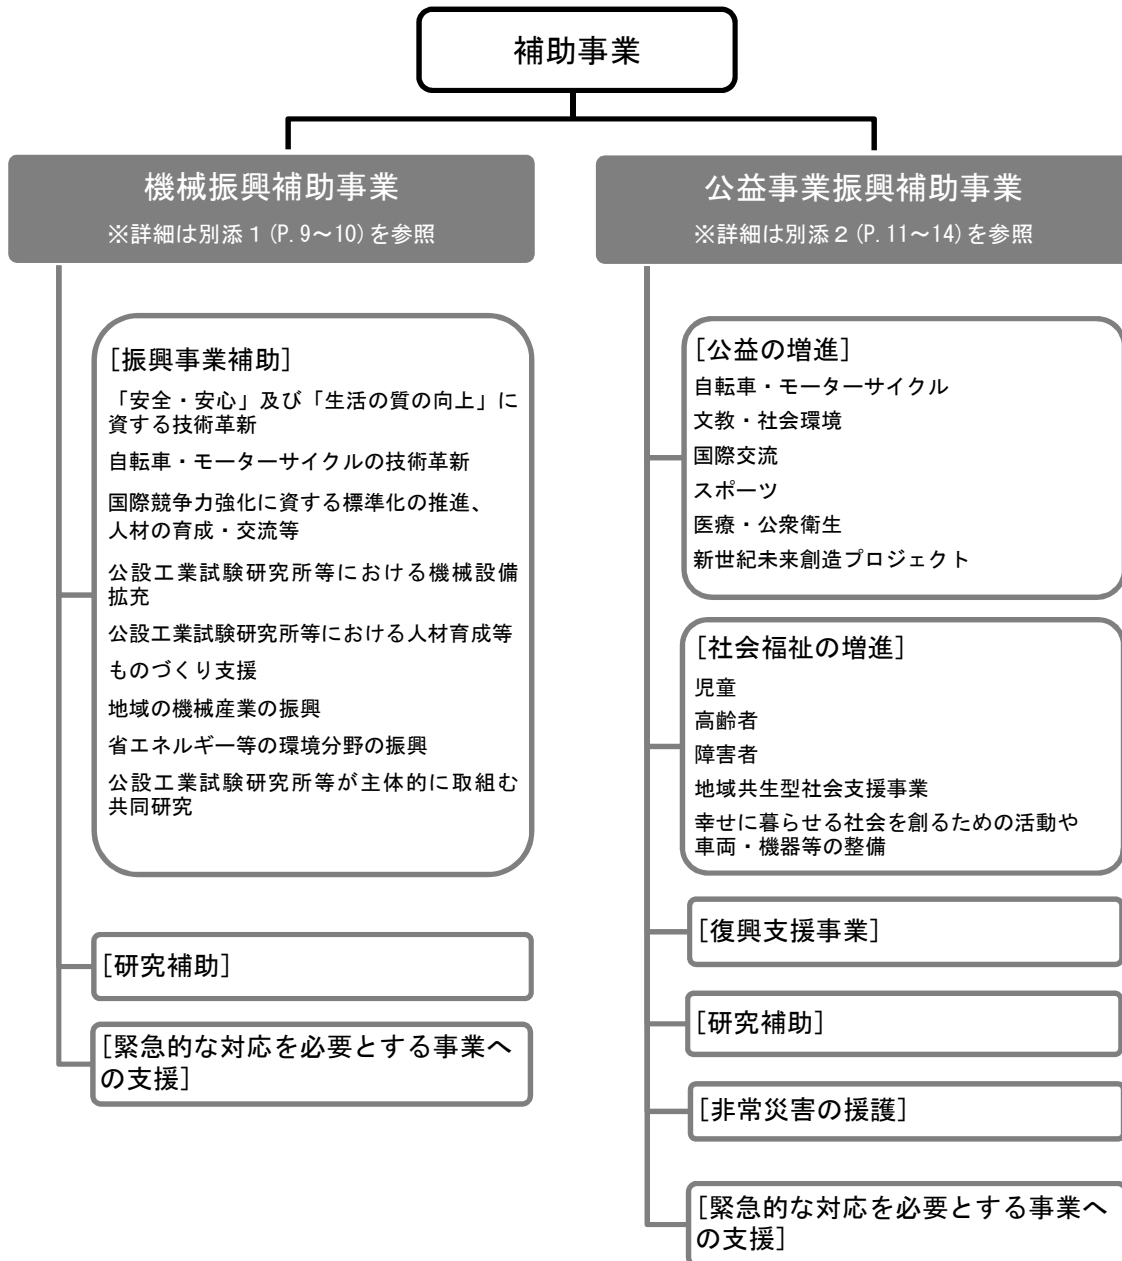 補助事業
機械振興補助事業
※詳細は別添1(P.9～10)を参照
[振興事業補助]
「安全・安心」及び「生活の質の向上」に
資する技術革新
自転車・モーターサイクルの技術革新
国際競争力強化に資する標準化の推進、
人材の育成・交流等
公設工業試験研究所等における機械設備
拡充
公設工業試験研究所等における人材育成等
ものづくり支援
地域の機械産業の振興
省エネルギー等の環境分野の振興
公設工業試験研究所等が主体的に取組む
共同研究
[研究補助]
[緊急的な対応を必要とする事業へ
の支援]
公益事業振興補助事業
※詳細は別添2(P.11～14)を参照
[公益の増進]
自転車・モーターサイクル
文教・社会環境
国際交流
スポーツ
医療・公衆衛生
新世紀未来創造プロジェクト
[社会福祉の増進]
児童
高齢者
障害者
地域共生型社会支援事業
幸せに暮らせる社会を創るための活動や
車両・機器等の整備
[復興支援事業]
[研究補助]
[非常災害の援護]
[緊急的な対応を必要とする事業へ
の支援]